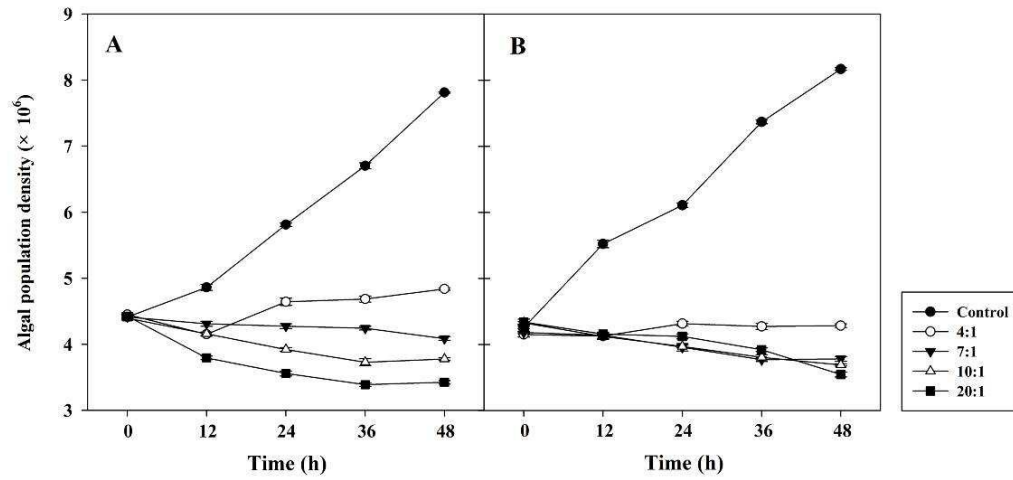 9
8
7
6
5
4
3
Algal population density (× 10⁶)
A
0 12 24 36 48
Time (h)
B
0 12 24 36 48
Time (h)
Control
4:1
7:1
10:1
20:1